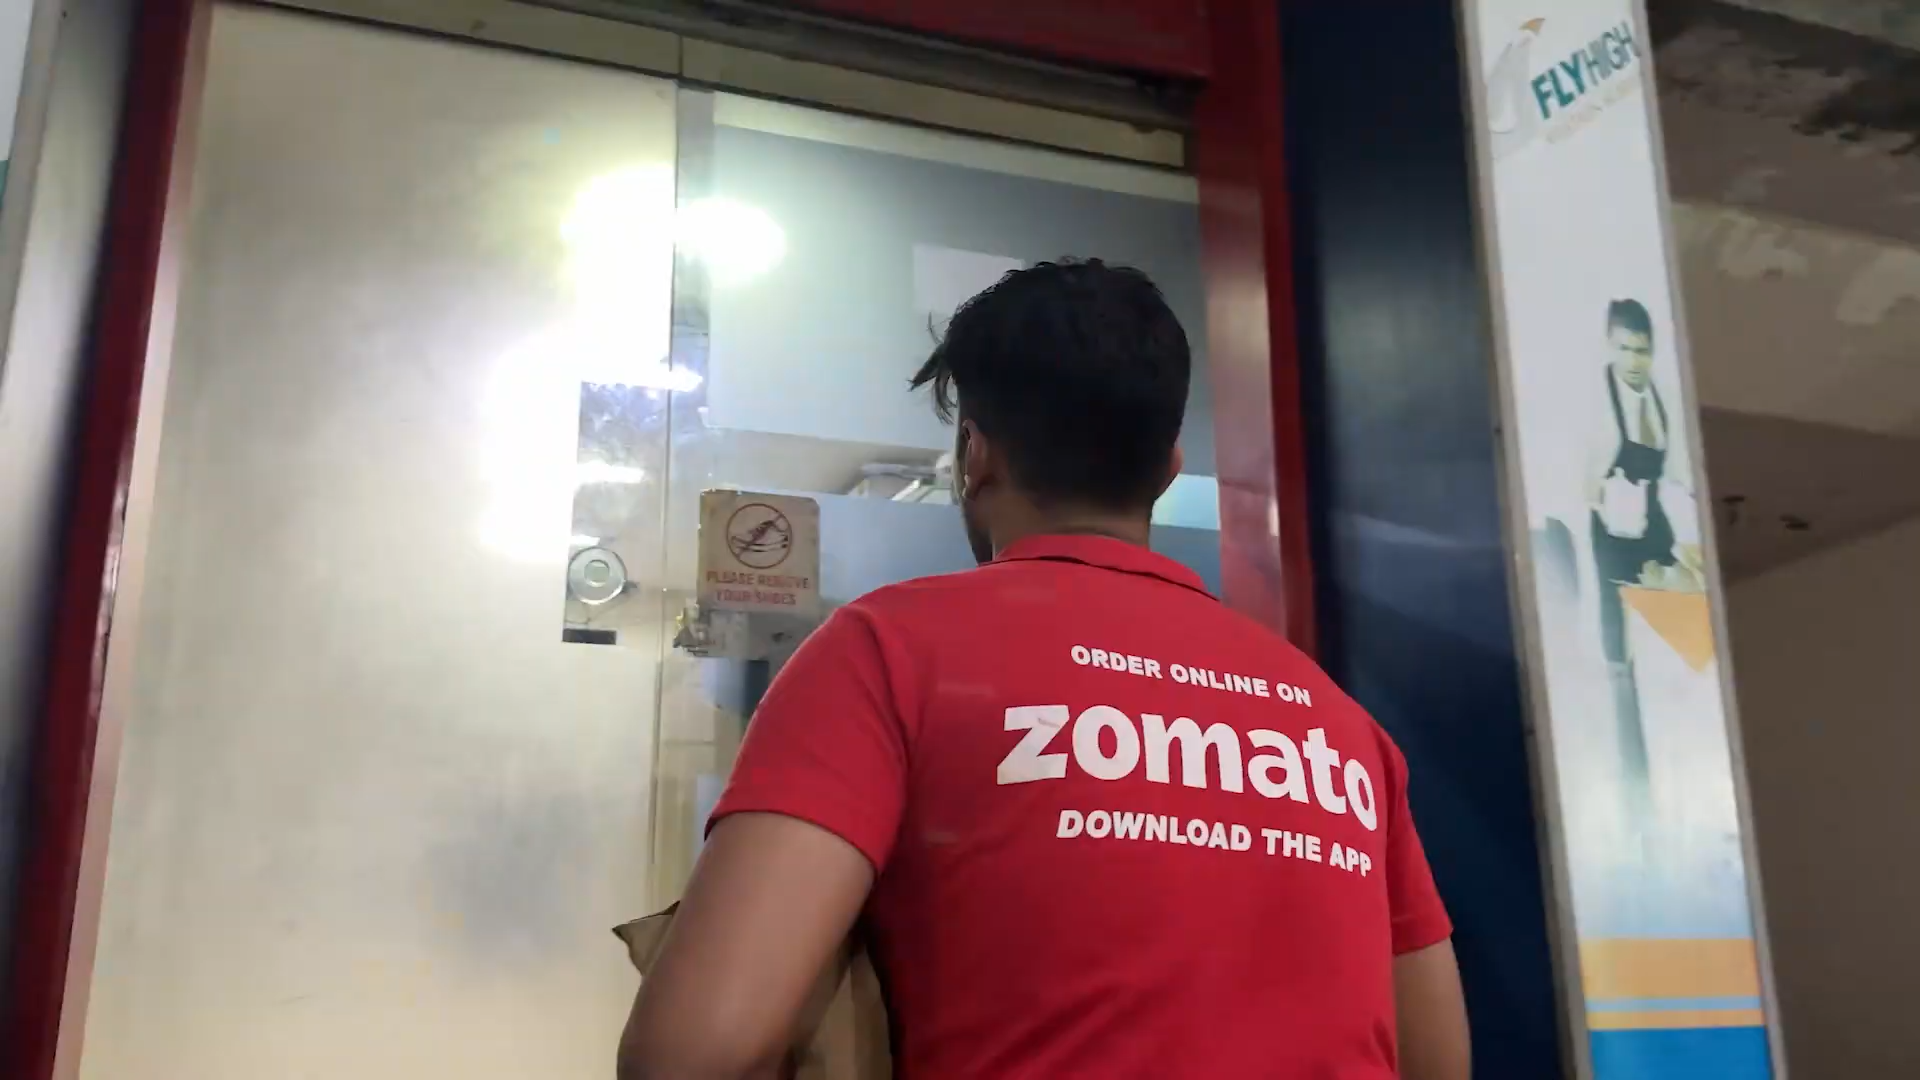 FLYHIGH
PLEASE REMOVE
YOUR SHOES
ORDER ONLINE ON
zomato
DOWNLOAD THE APP